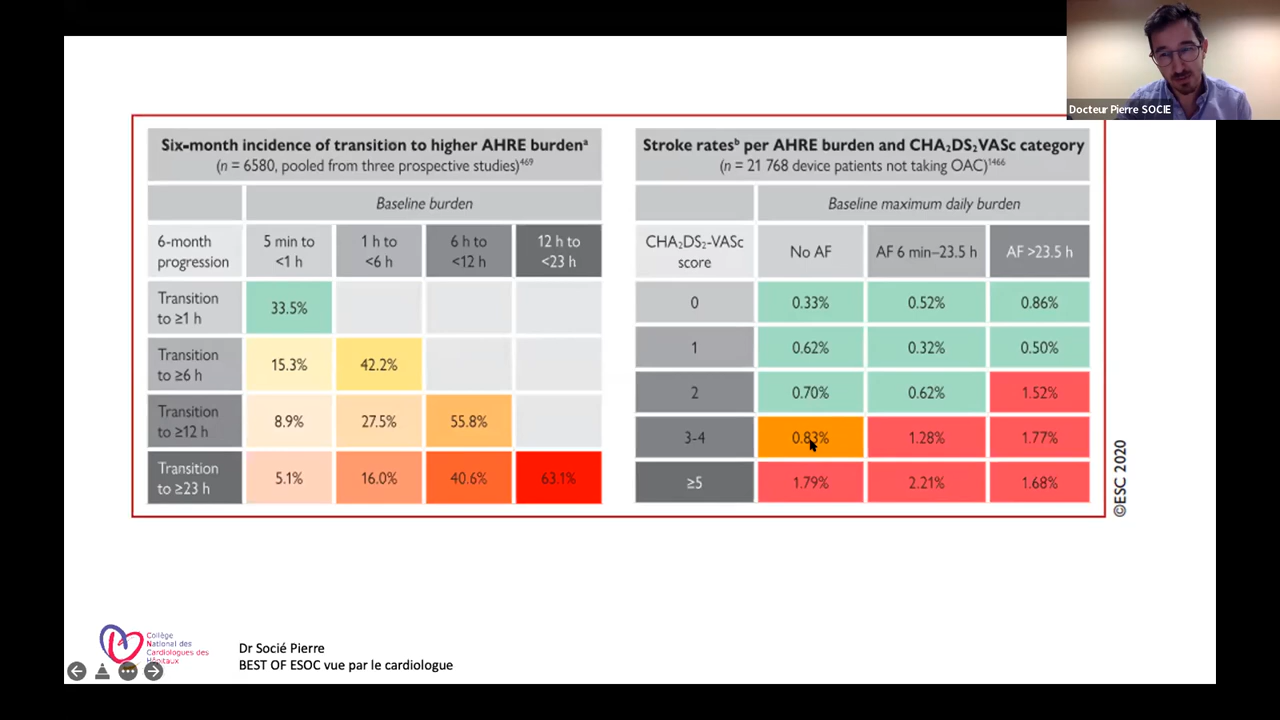 Docteur Pierre SOCIE
Six-month incidence of transition to higher AHRE burdenᵃ
(n = 6580, pooled from three prospective studies)⁴⁶⁹
Baseline burden
6-month progression
5 min to <1 h
1 h to <6 h
6 h to <12 h
12 h to <23 h
Transition to ≥1 h
33.5%
Transition to ≥6 h
15.3%
42.2%
Transition to ≥12 h
8.9%
27.5%
55.8%
Transition to ≥23 h
5.1%
16.0%
40.6%
63.1%
Stroke ratesᵇ per AHRE burden and CHA₂DS₂VASc category
(n = 21 768 device patients not taking OAC)¹⁴⁶⁶
Baseline maximum daily burden
CHA₂DS₂-VASc score
No AF
AF 6 min–23.5 h
AF >23.5 h
0
0.33%
0.52%
0.86%
1
0.62%
0.32%
0.50%
2
0.70%
0.62%
1.52%
3-4
0.83%
1.28%
1.77%
≥5
1.79%
2.21%
1.68%
©ESC 2020
Collège
National des
Cardiologues des
Hôpitaux
Dr Socié Pierre
BEST OF ESOC vue par le cardiologue